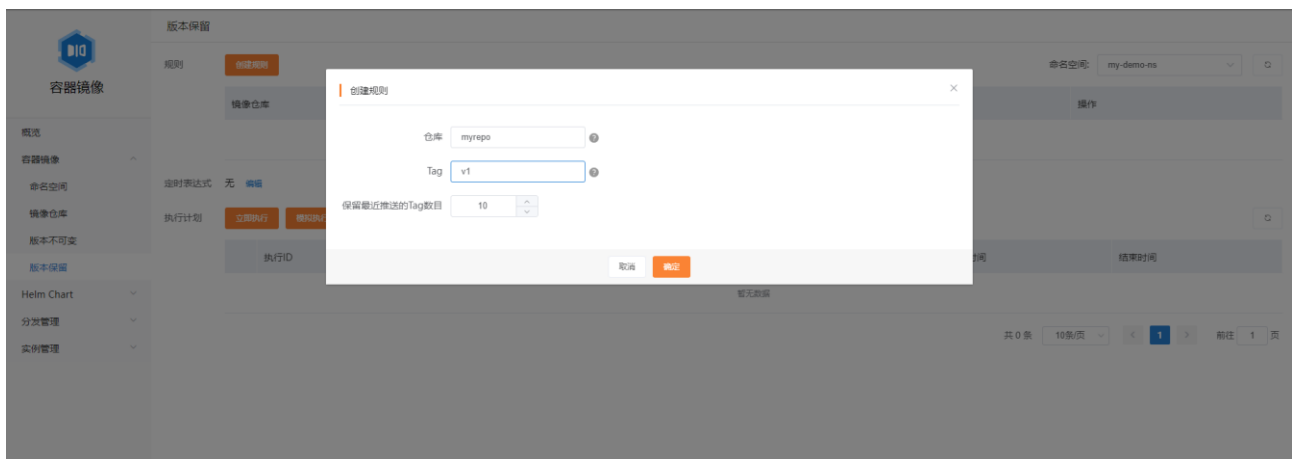 版本保留
容器镜像
规则
创建规则
命名空间:
my-demo-ns
镜像仓库
操作
创建规则
仓库
myrepo
Tag
v1
保留最近推送的Tag数目
10
取消
确定
概览
容器镜像
命名空间
镜像仓库
版本不可变
版本保留
Helm Chart
分发管理
实例管理
定时表达式 无 编辑
执行计划
立即执行
模拟执行
执行ID
时间
结束时间
暂无数据
共 0 条
10条/页
1
前往 1 页